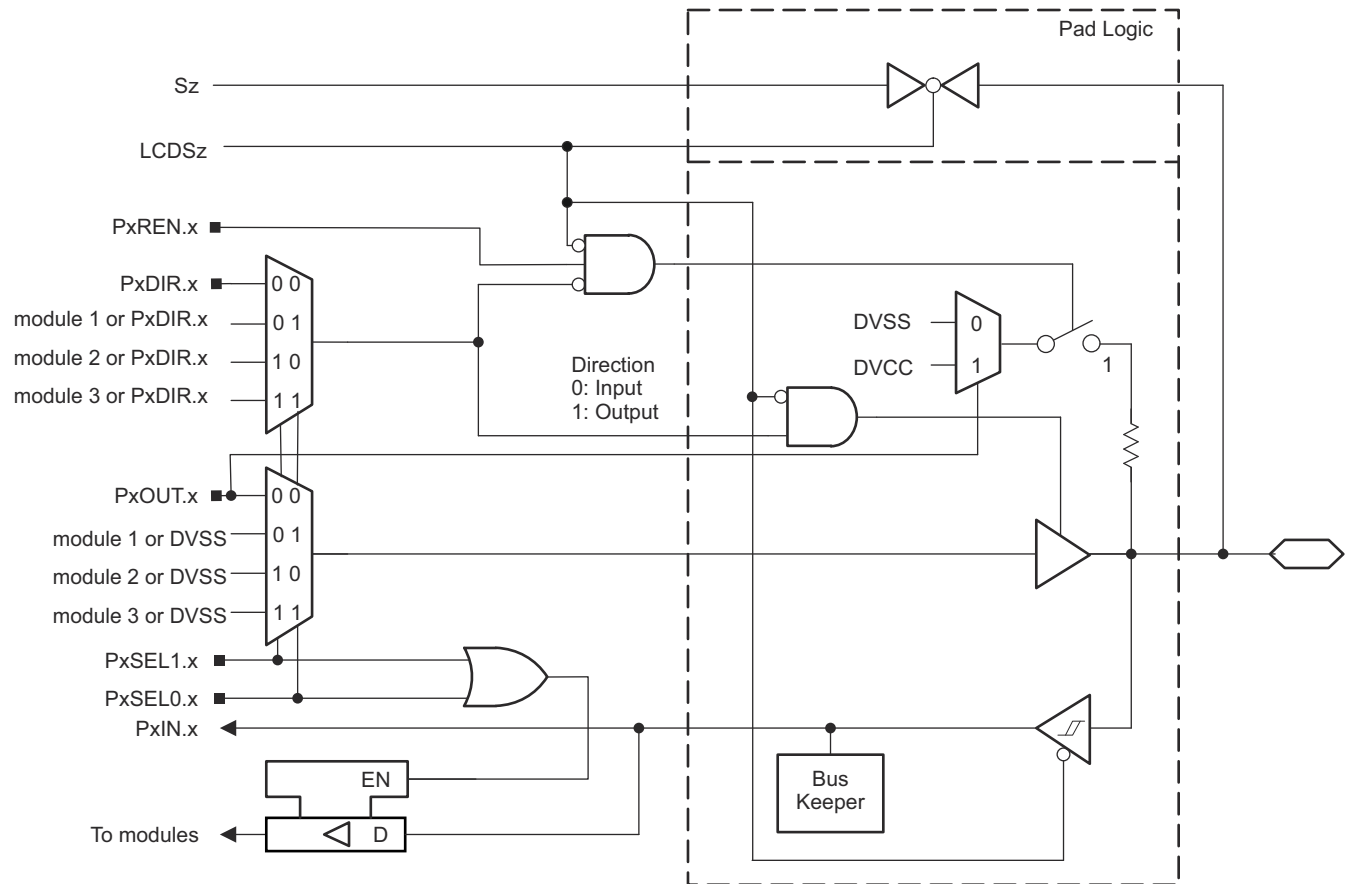 Pad Logic
Sz
LCDSz
PxREN.x
PxDIR.x
0 0
module 1 or PxDIR.x
0 1
module 2 or PxDIR.x
1 0
module 3 or PxDIR.x
1 1
Direction
0: Input
1: Output
DVSS
0
DVCC
1
1
PxOUT.x
0 0
module 1 or DVSS
0 1
module 2 or DVSS
1 0
module 3 or DVSS
1 1
PxSEL1.x
PxSEL0.x
PxIN.x
EN
Bus
Keeper
To modules
D